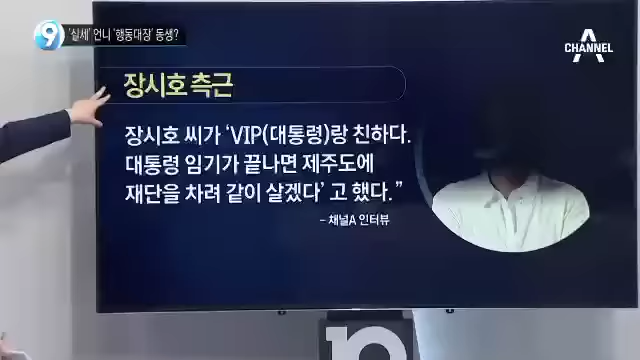 9 '실세' 언니 '행동대장' 동생?
CHANNEL A
장시호 측근
장시호 씨가 'VIP(대통령)랑 친하다.
대통령 임기가 끝나면 제주도에
재단을 차려 같이 살겠다' 고 했다."
- 채널A 인터뷰